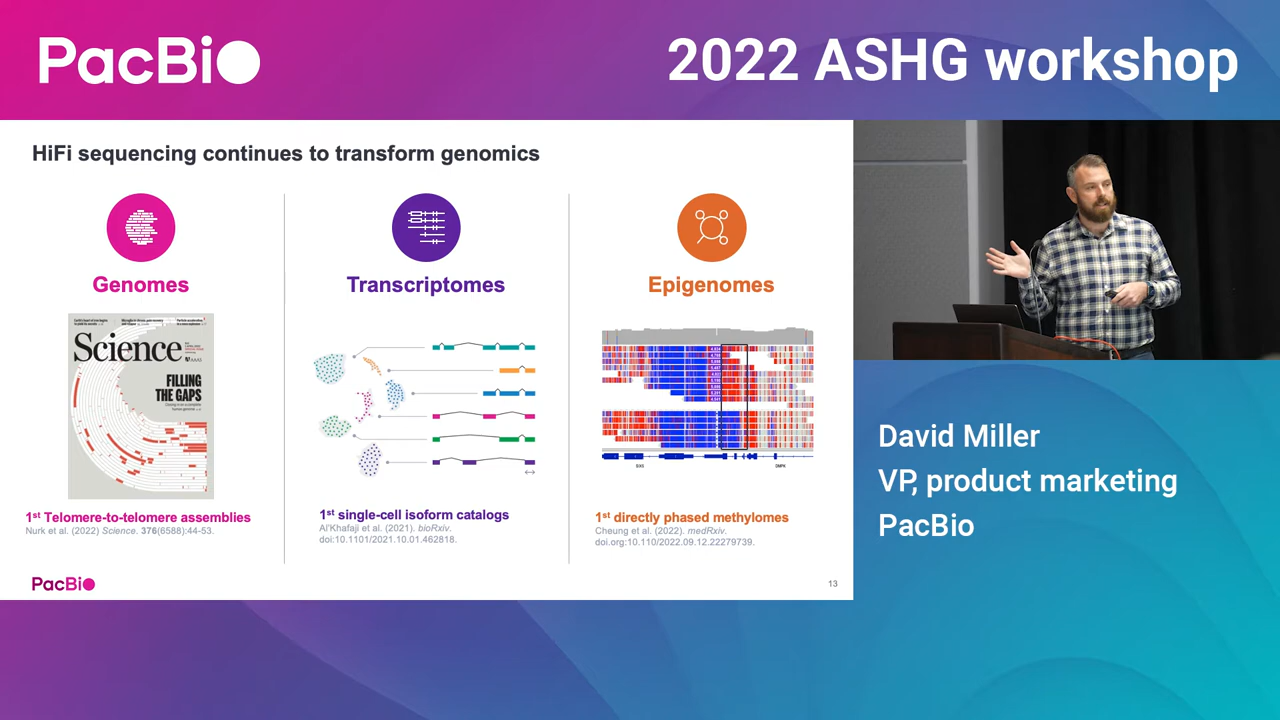 PacBio
2022 ASHG workshop
HiFi sequencing continues to transform genomics
Genomes
Transcriptomes
Epigenomes
Science
AAAS
FILLING
THE GAPS
DMPK
1st Telomere-to-telomere assemblies
Nurk et al. (2022) Science. 376(6588):44-53.
1st single-cell isoform catalogs
Al'Khafaji et al. (2021). bioRxiv.
doi:10.1101/2021.10.01.462818.
1st directly phased methylomes
Cheung et al. (2022). medRxiv.
doi.org:10.110/2022.09.12.22279739.
PacBio
13
David Miller
VP, product marketing
PacBio